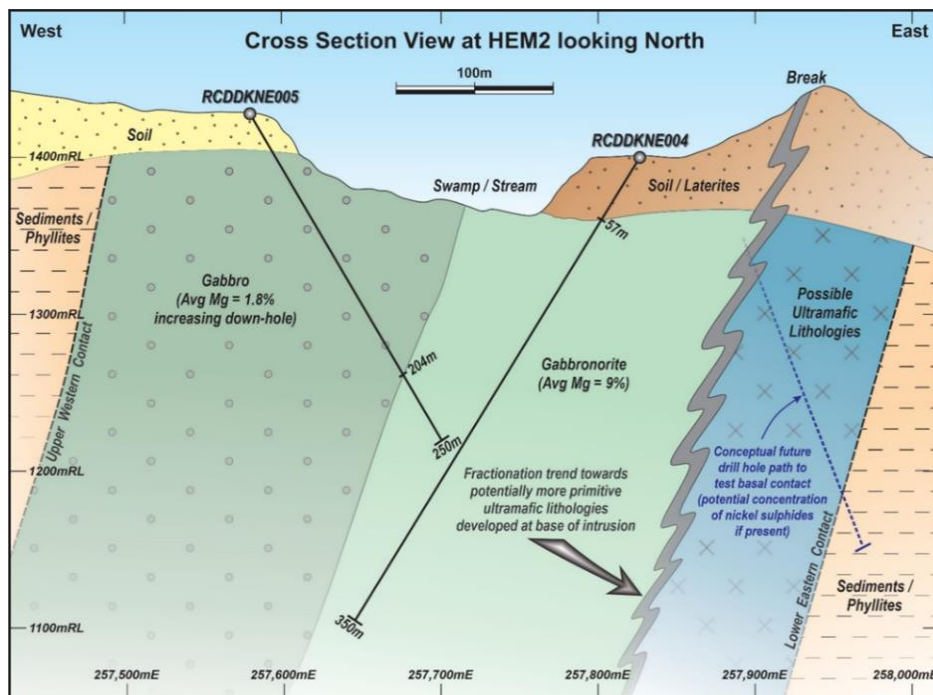 West
East
Cross Section View at HEM2 looking North
100m
Break
RCDDKNE005
RCDDKNE004
Soil
1400mRL
Swamp / Stream
Soil / Laterites
Sediments /
Phyllites
57m
Gabbro
(Avg Mg = 1.8%
increasing down-hole)
Possible
Ultramafic
Lithologies
1300mRL
204m
Gabbronorite
(Avg Mg = 9%)
Upper Western Contact
250m
1200mRL
Fractionation trend towards
potentially more primitive
ultramafic lithologies
developed at base of intrusion
Conceptual future
drill hole path to
test basal contact
(potential concentration
of nickel sulphides
if present)
Lower Eastern Contact
Sediments /
Phyllites
350m
1100mRL
257,500mE
257,600mE
257,700mE
257,800mE
257,900mE
258,000mE